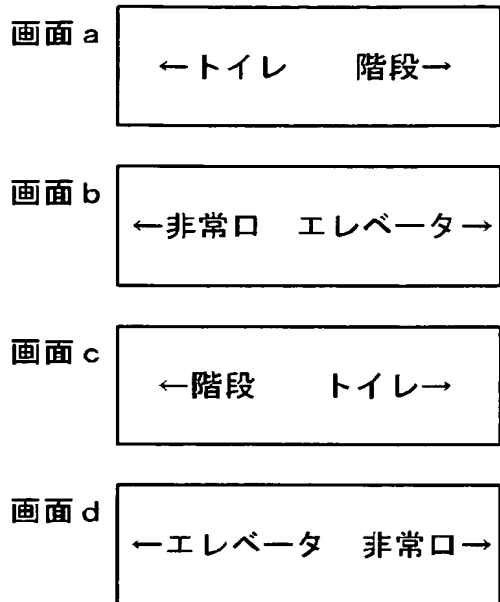 画面a
←トイレ 階段→
画面b
←非常口 エレベータ→
画面c
←階段 トイレ→
画面d
←エレベータ 非常口→